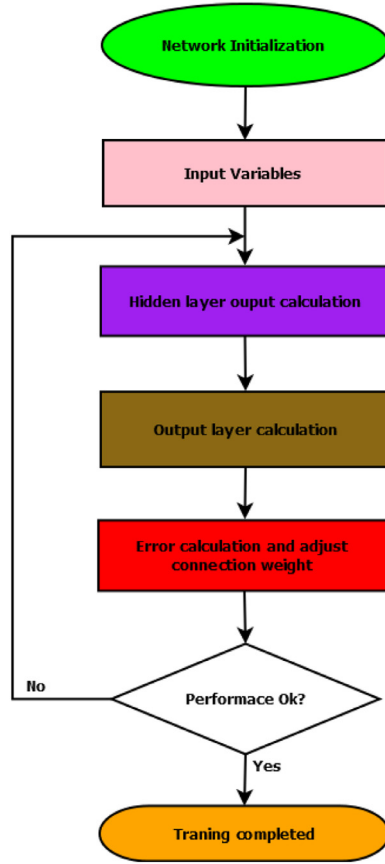 Network Initialization
Input Variables
Hidden layer ouput calculation
Output layer calculation
Error calculation and adjust
connection weight
Performace Ok?
No
Yes
Traning completed